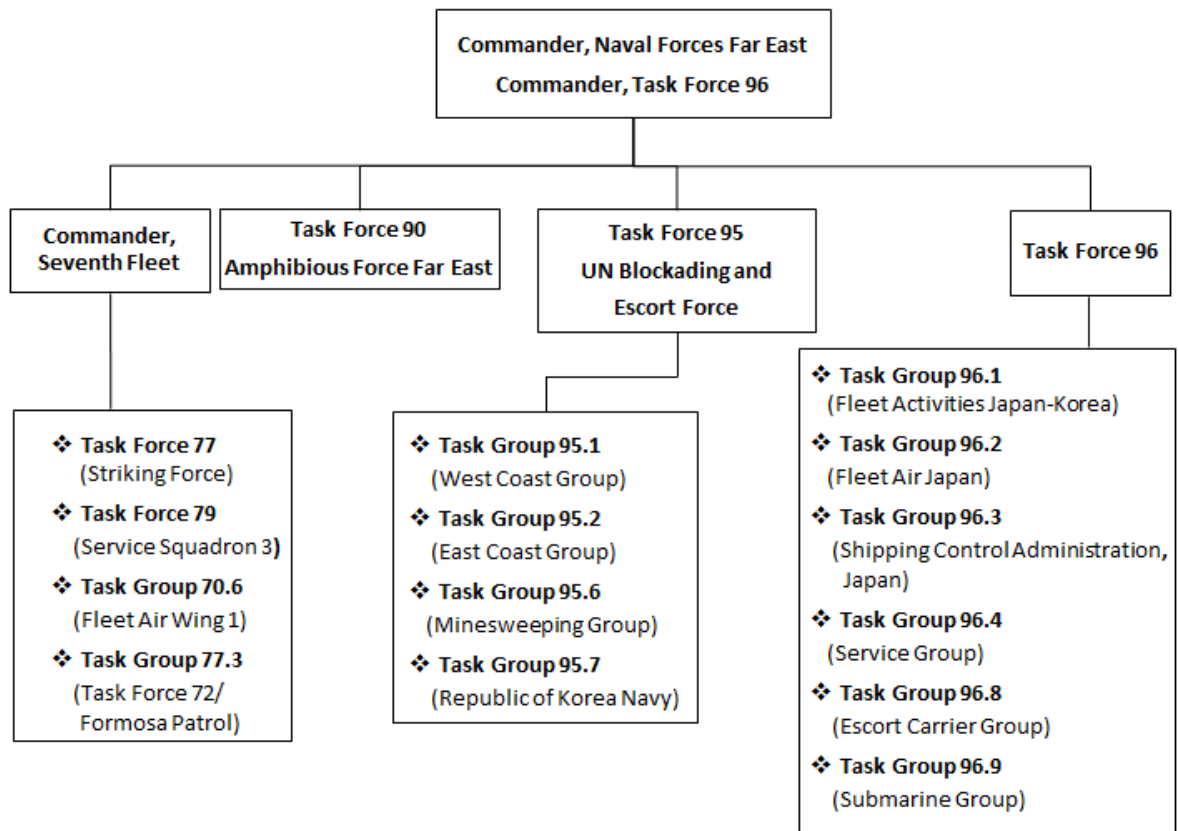 Commander, Naval Forces Far East
Commander, Task Force 96
Commander,
Seventh Fleet
Task Force 90
Amphibious Force Far East
Task Force 95
UN Blockading and
Escort Force
Task Force 96
❖ Task Force 77
(Striking Force)
❖ Task Force 79
(Service Squadron 3)
❖ Task Group 70.6
(Fleet Air Wing 1)
❖ Task Group 77.3
(Task Force 72/
Formosa Patrol)
❖ Task Group 95.1
(West Coast Group)
❖ Task Group 95.2
(East Coast Group)
❖ Task Group 95.6
(Minesweeping Group)
❖ Task Group 95.7
(Republic of Korea Navy)
❖ Task Group 96.1
(Fleet Activities Japan-Korea)
❖ Task Group 96.2
(Fleet Air Japan)
❖ Task Group 96.3
(Shipping Control Administration,
Japan)
❖ Task Group 96.4
(Service Group)
❖ Task Group 96.8
(Escort Carrier Group)
❖ Task Group 96.9
(Submarine Group)